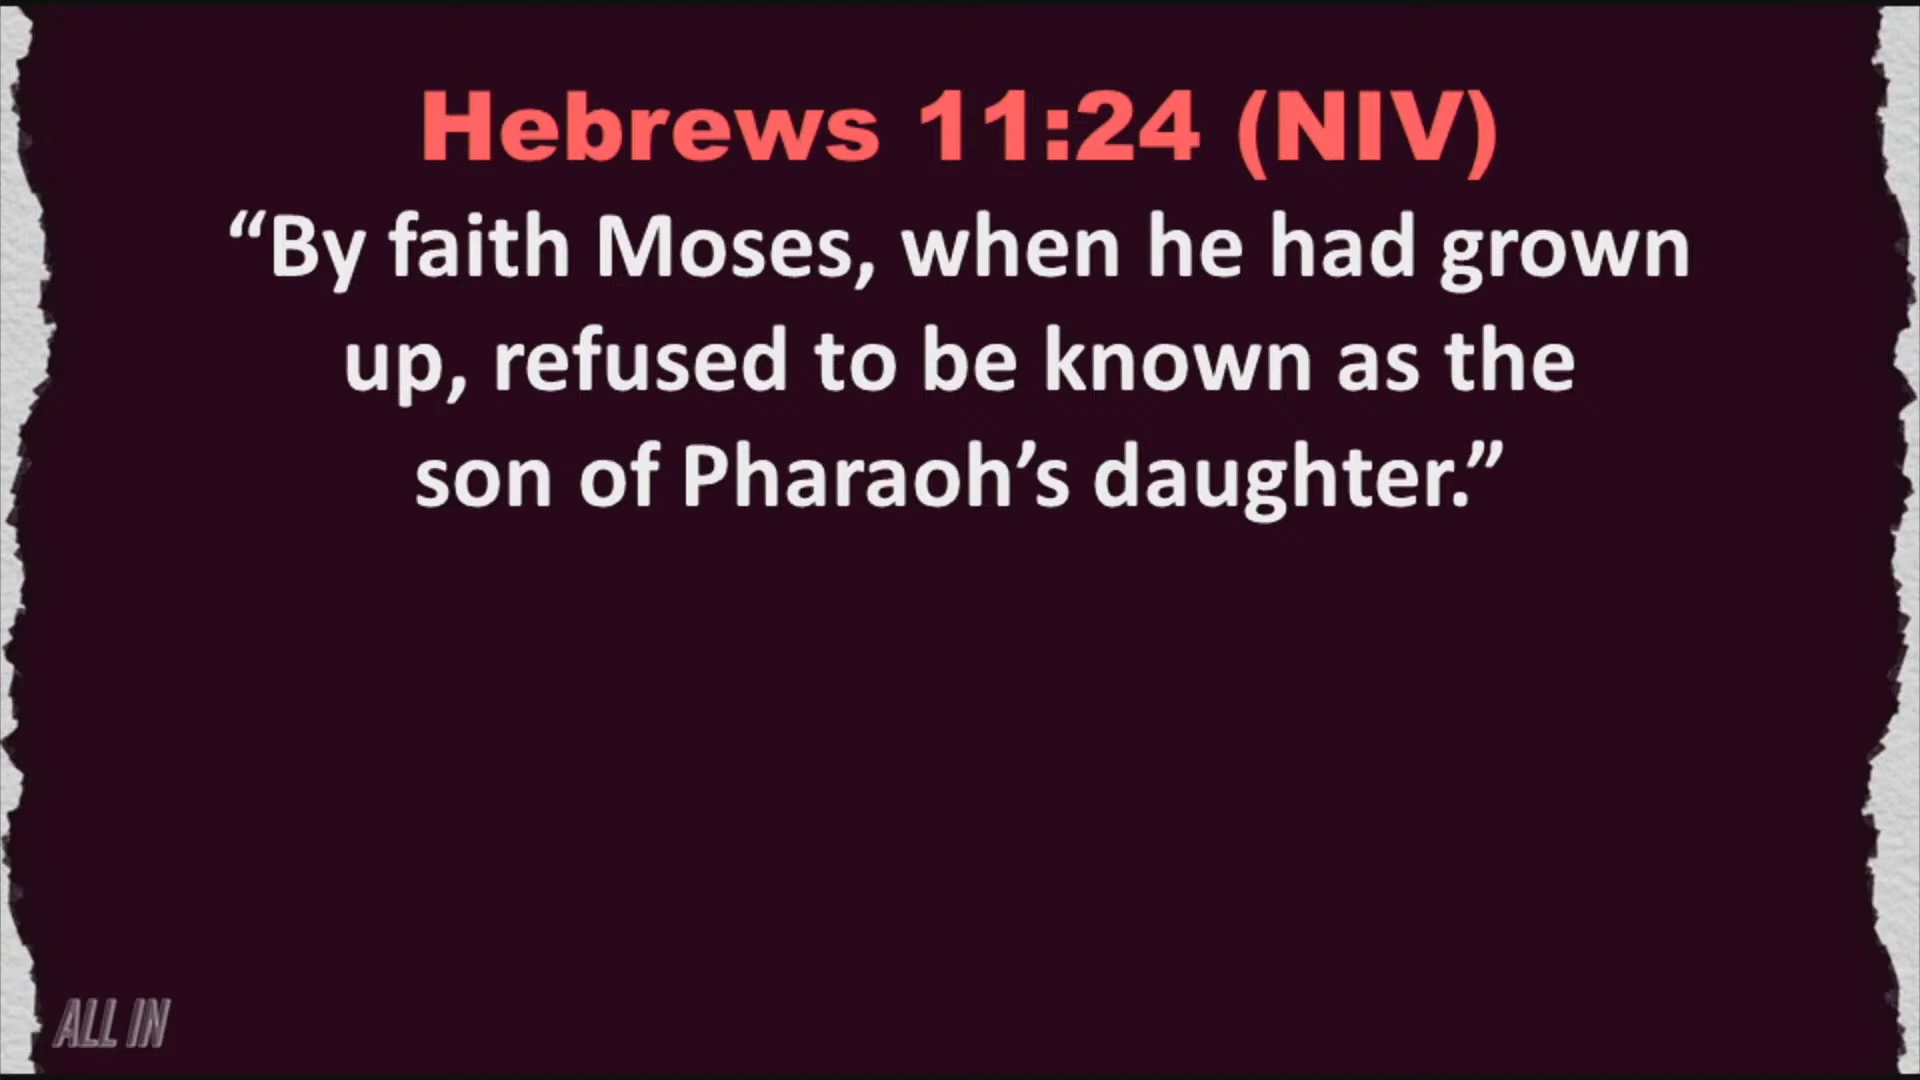 Hebrews 11:24 (NIV)
“By faith Moses, when he had grown
up, refused to be known as the
son of Pharaoh’s daughter.”
ALL IN